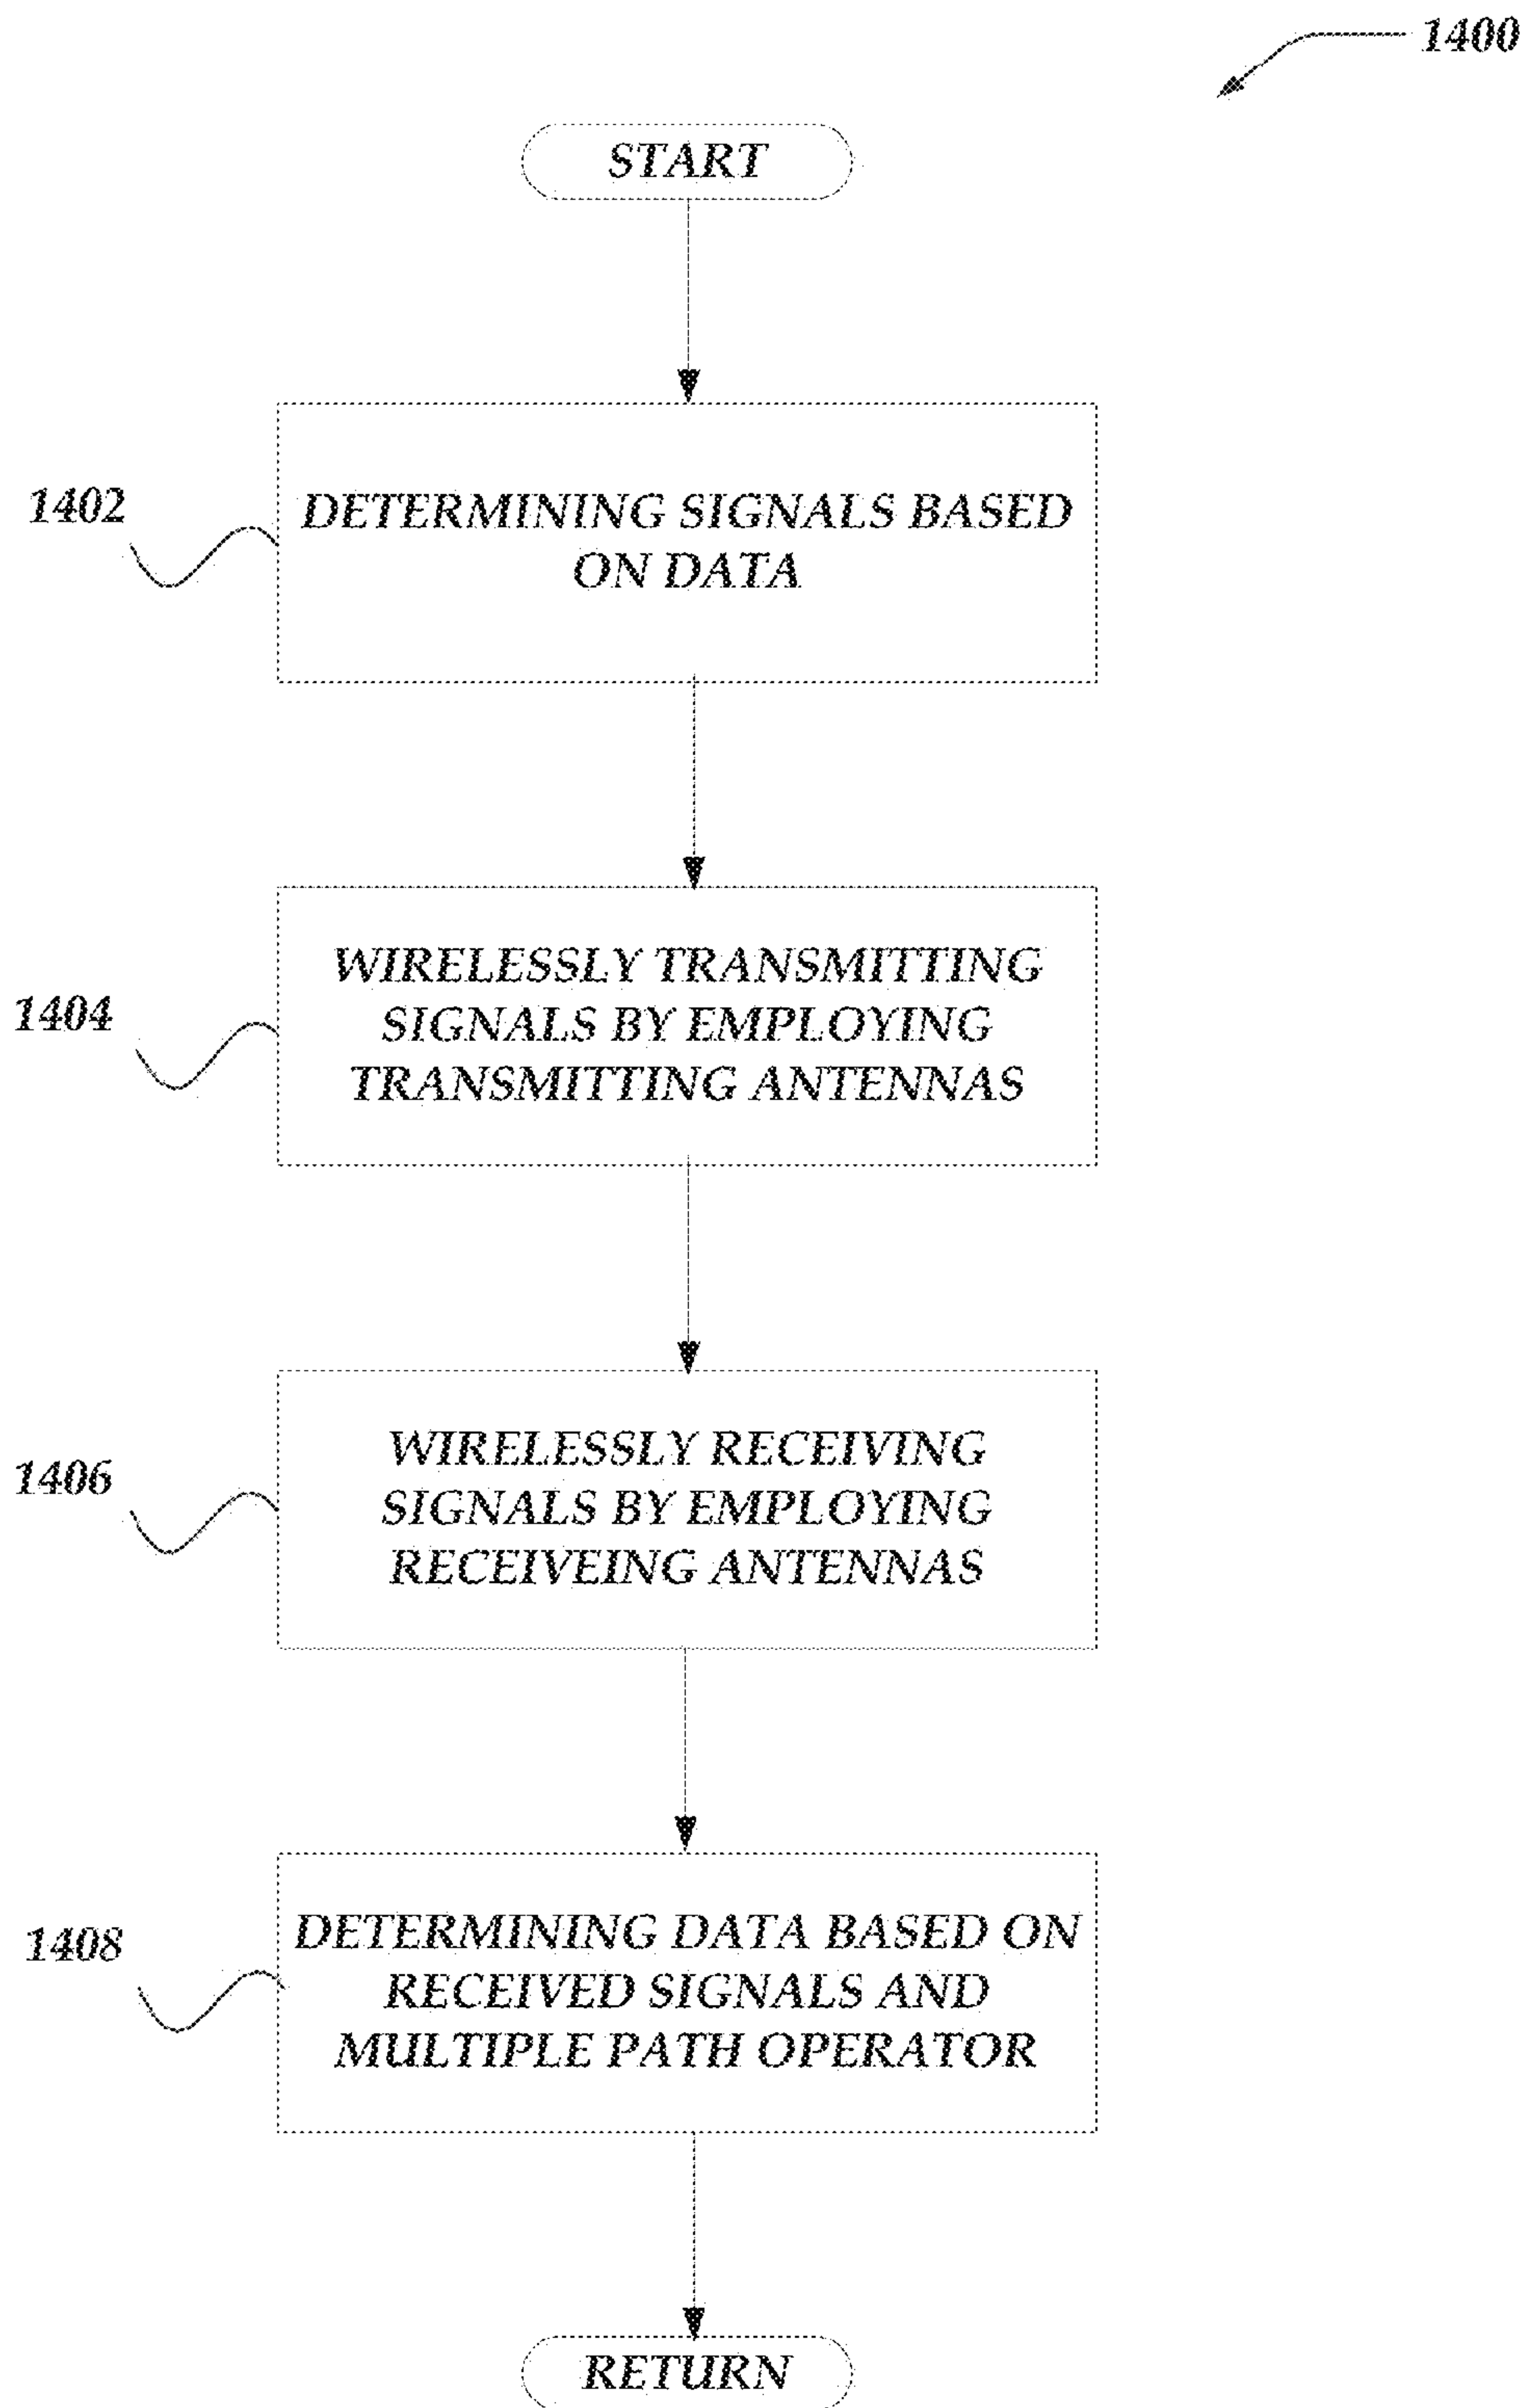 1400
START
1402
DETERMINING SIGNALS BASED
ON DATA
1404
WIRELESSLY TRANSMITTING
SIGNALS BY EMPLOYING
TRANSMITTING ANTENNAS
1406
WIRELESSLY RECEIVING
SIGNALS BY EMPLOYING
RECEIVEING ANTENNAS
1408
DETERMINING DATA BASED ON
RECEIVED SIGNALS AND
MULTIPLE PATH OPERATOR
RETURN